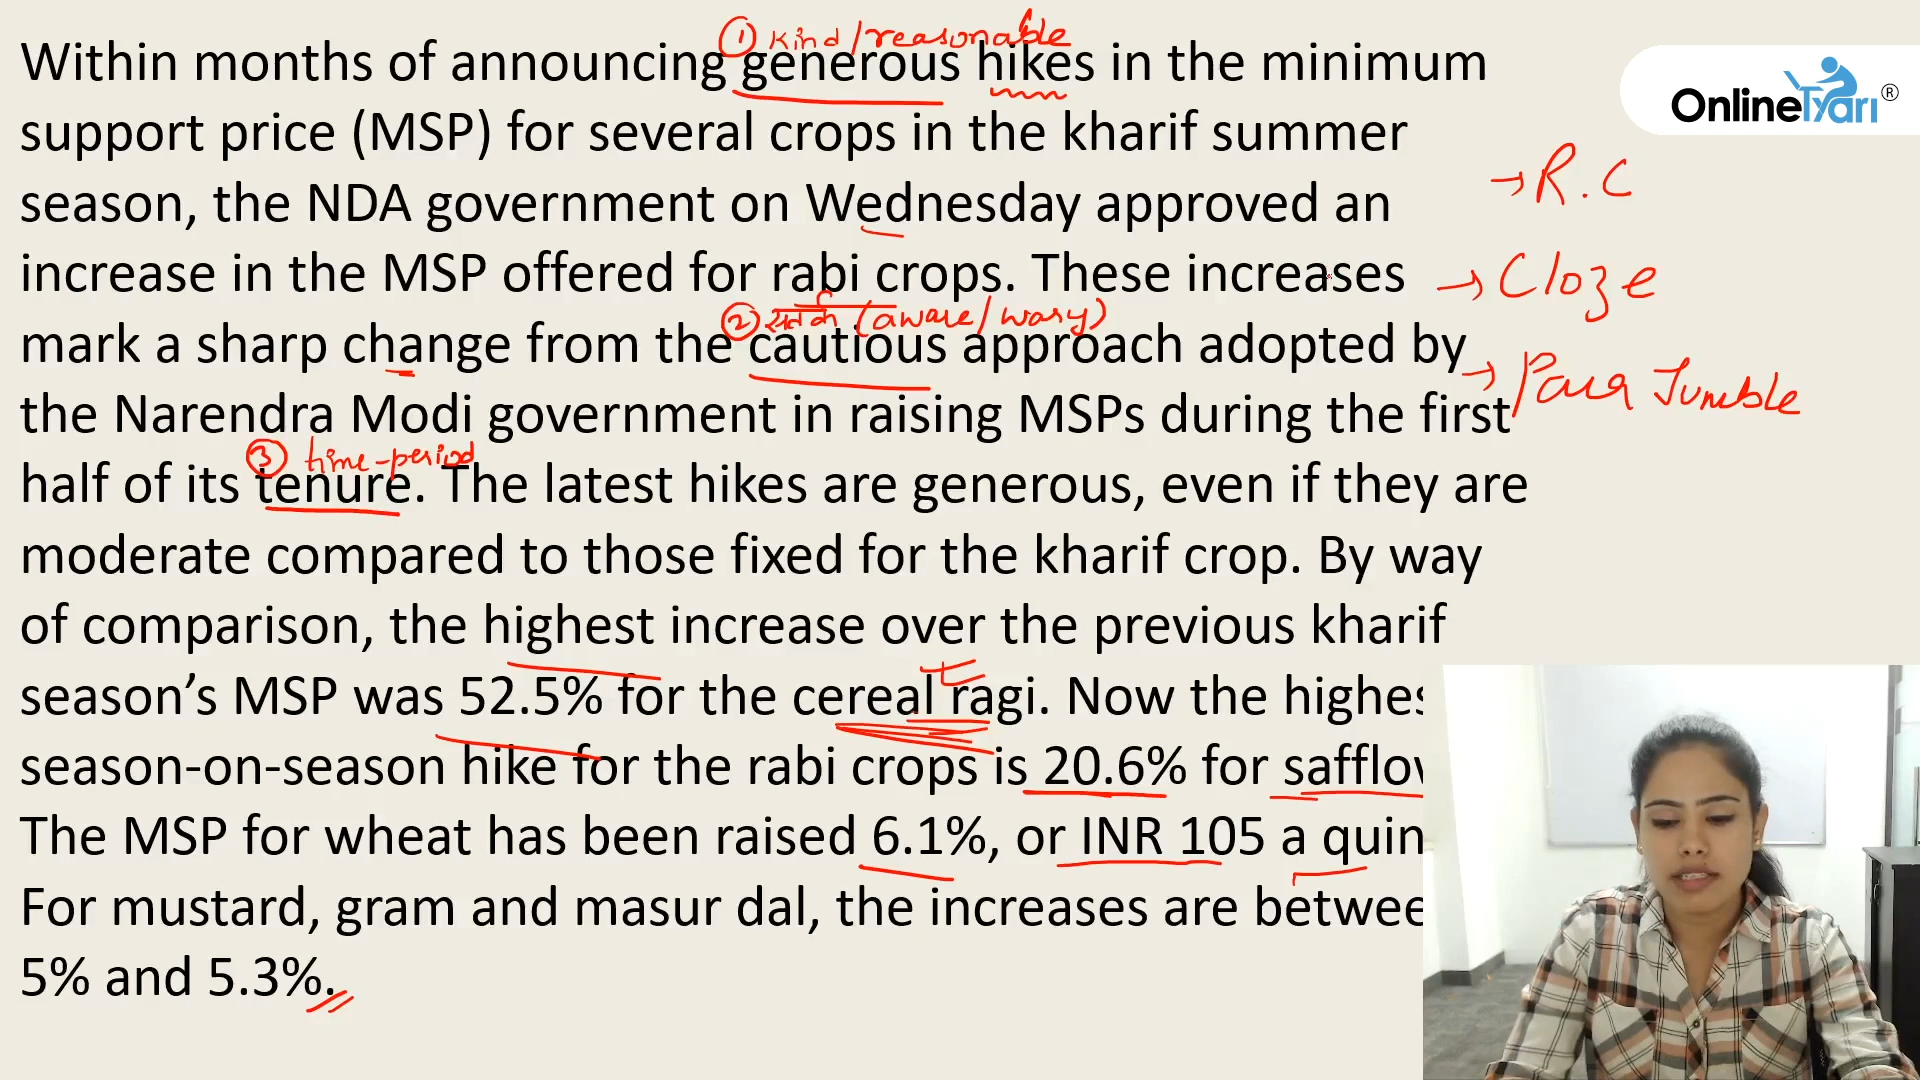 ① Kind/reasonable
Within months of announcing generous hikes in the minimum
support price (MSP) for several crops in the kharif summer
season, the NDA government on Wednesday approved an
increase in the MSP offered for rabi crops. These increases
② सतर्क (aware/wary)
mark a sharp change from the cautious approach adopted by
the Narendra Modi government in raising MSPs during the first
③ time-period
half of its tenure. The latest hikes are generous, even if they are
moderate compared to those fixed for the kharif crop. By way
of comparison, the highest increase over the previous kharif
season’s MSP was 52.5% for the cereal ragi. Now the highes
season-on-season hike for the rabi crops is 20.6% for safflo
The MSP for wheat has been raised 6.1%, or INR 105 a quin
For mustard, gram and masur dal, the increases are betwee
5% and 5.3%.
OnlineTyari ®
→ R.C
→ Cloze
→ Para Jumble